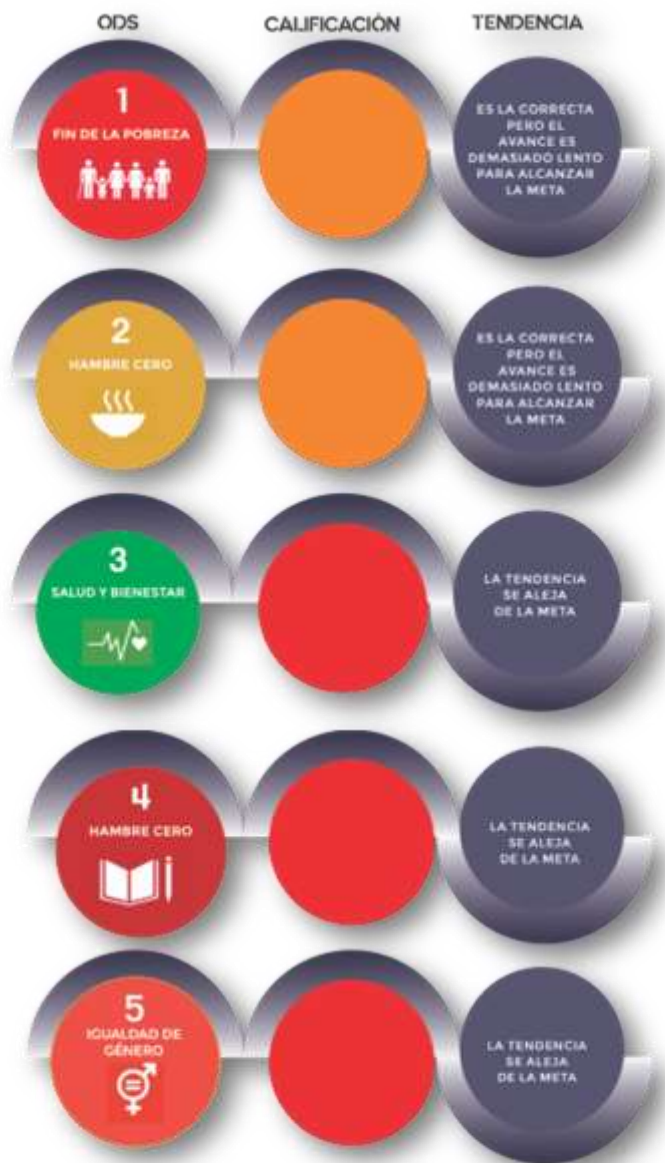 ODS CALIFICACIÓN TENDENCIA
1
FIN DE LA POBREZA
ES LA CORRECTA
PERO EL
AVANCE ES
DEMASIADO LENTO
PARA ALCANZAR
LA META
2
HAMBRE CERO
ES LA CORRECTA
PERO EL
AVANCE ES
DEMASIADO LENTO
PARA ALCANZAR
LA META
3
SALUD Y BIENESTAR
LA TENDENCIA
SE ALEJA
DE LA META
4
HAMBRE CERO
LA TENDENCIA
SE ALEJA
DE LA META
5
IGUALDAD DE
GÉNERO
LA TENDENCIA
SE ALEJA
DE LA META